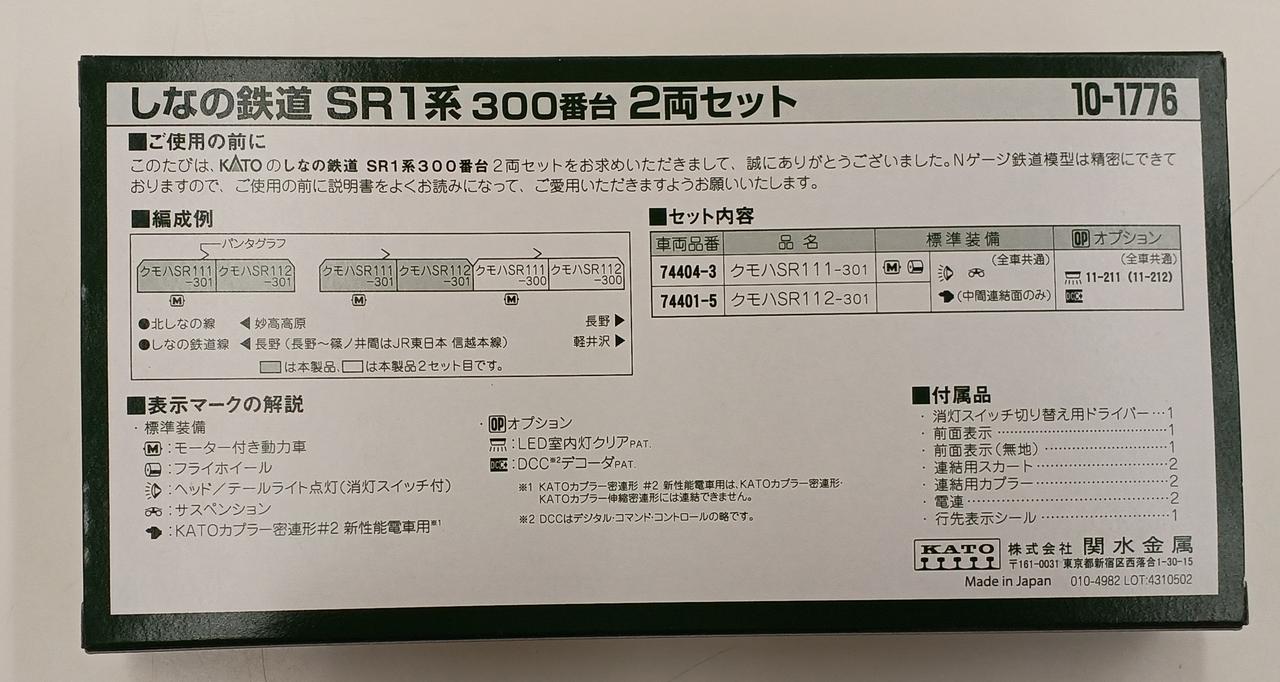 しなの鉄道 SR1系 300番台 2両セット 10-1776
■ご使用の前に
このたびは、KATOのしなの鉄道 SR1系300番台2両セットをお求めいただきまして、誠にありがとうございました。Nゲージ鉄道模型は精密にできて
おりますので、ご使用の前に説明書をよくお読みになって、ご愛用いただきますようお願いいたします。
■編成例
パンタグラフ
クモハSR111 クモハSR112 クモハSR111 クモハSR112 クモハSR111 クモハSR112
-301 -301 -301 -301 -300 -300
M M M
●北しなの線 ◀妙高高原 長野▶
●しなの鉄道線 ◀長野(長野〜篠ノ井間はJR東日本 信越本線) 軽井沢▶
は本製品、 は本製品2セット目です。
■セット内容
車両品番 品名 標準装備 OP オプション
74404-3 クモハSR111-301 M (全車共通) (全車共通)
11-211 (11-212)
74401-5 クモハSR112-301 (中間連結面のみ) DCC
■表示マークの解説
・標準装備
M:モーター付き動力車
:フライホイール
:ヘッド/テールライト点灯(消灯スイッチ付)
:サスペンション
:KATOカプラー密連形#2 新性能電車用※1
・OPオプション
:LED室内灯クリアPAT.
DCC:DCC※2デコーダPAT.
※1 KATOカプラー密連形 #2 新性能電車用は、KATOカプラー密連形・
KATOカプラー伸縮密連形には連結できません。
※2 DCCはデジタル・コマンド・コントロールの略です。
■付属品
・消灯スイッチ切り替え用ドライバー…1
・前面表示…1
・前面表示(無地)…1
・連結用スカート…2
・連結用カプラー…2
・電連…2
・行先表示シール…1
KATO 株式会社 関水金属
〒161-0031 東京都新宿区西落合1-30-15
Made in Japan 010-4982 LOT:4310502